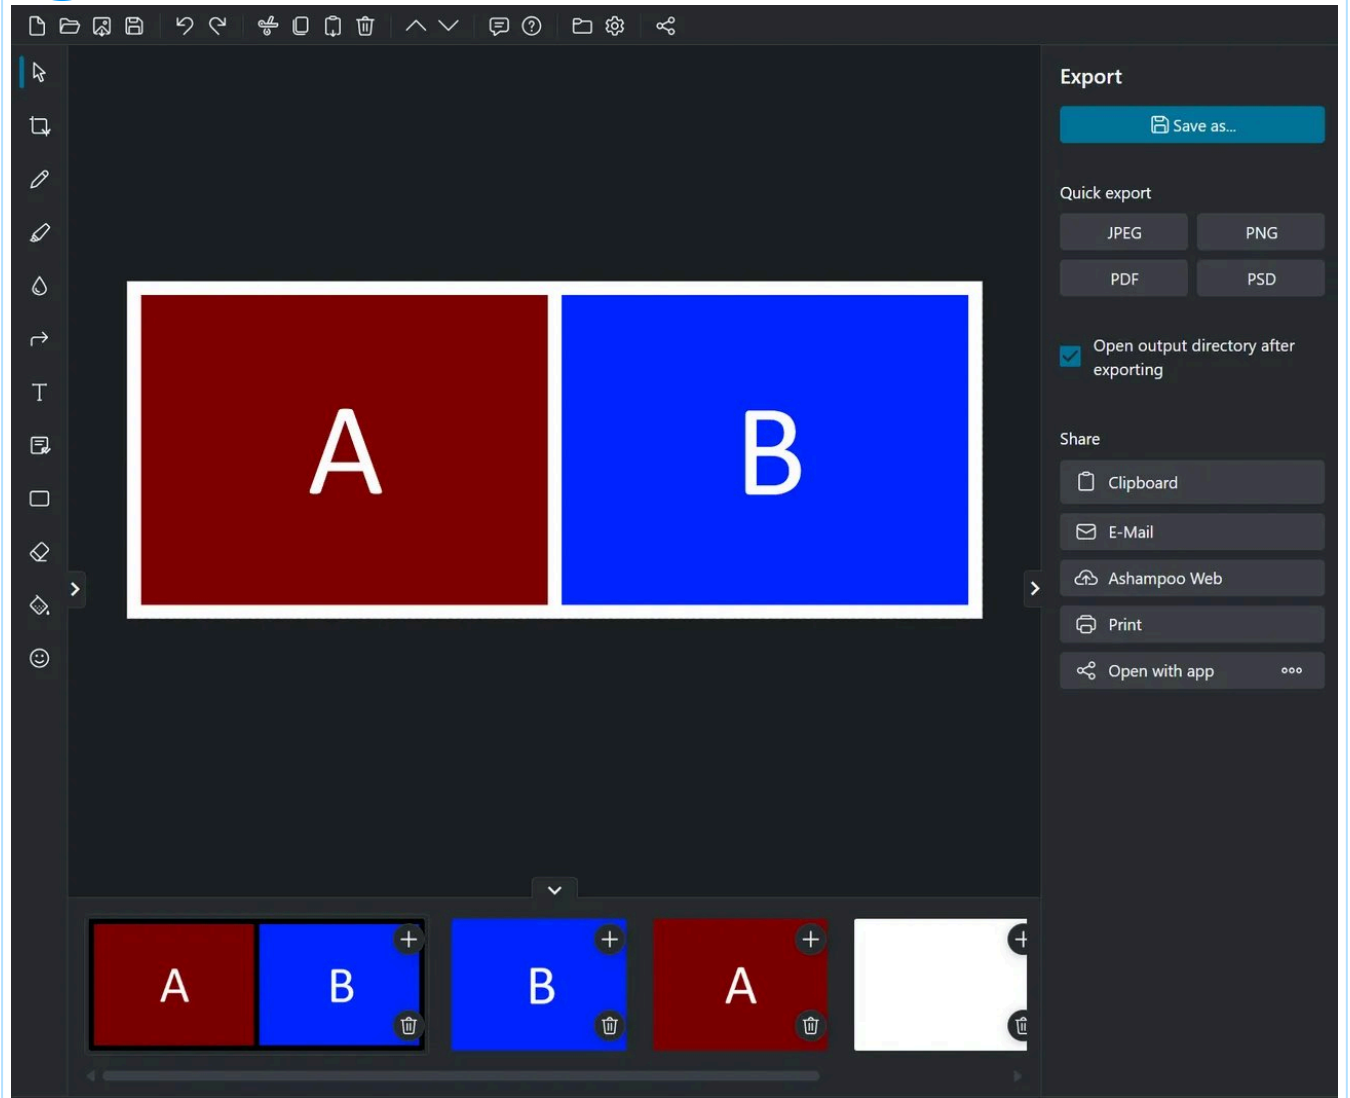 Export
Save as...
Quick export
JPEG
PNG
PDF
PSD
Open output directory after
exporting
Share
Clipboard
E-Mail
Ashampoo Web
Print
Open with app
T
A
B
A
B
B
A